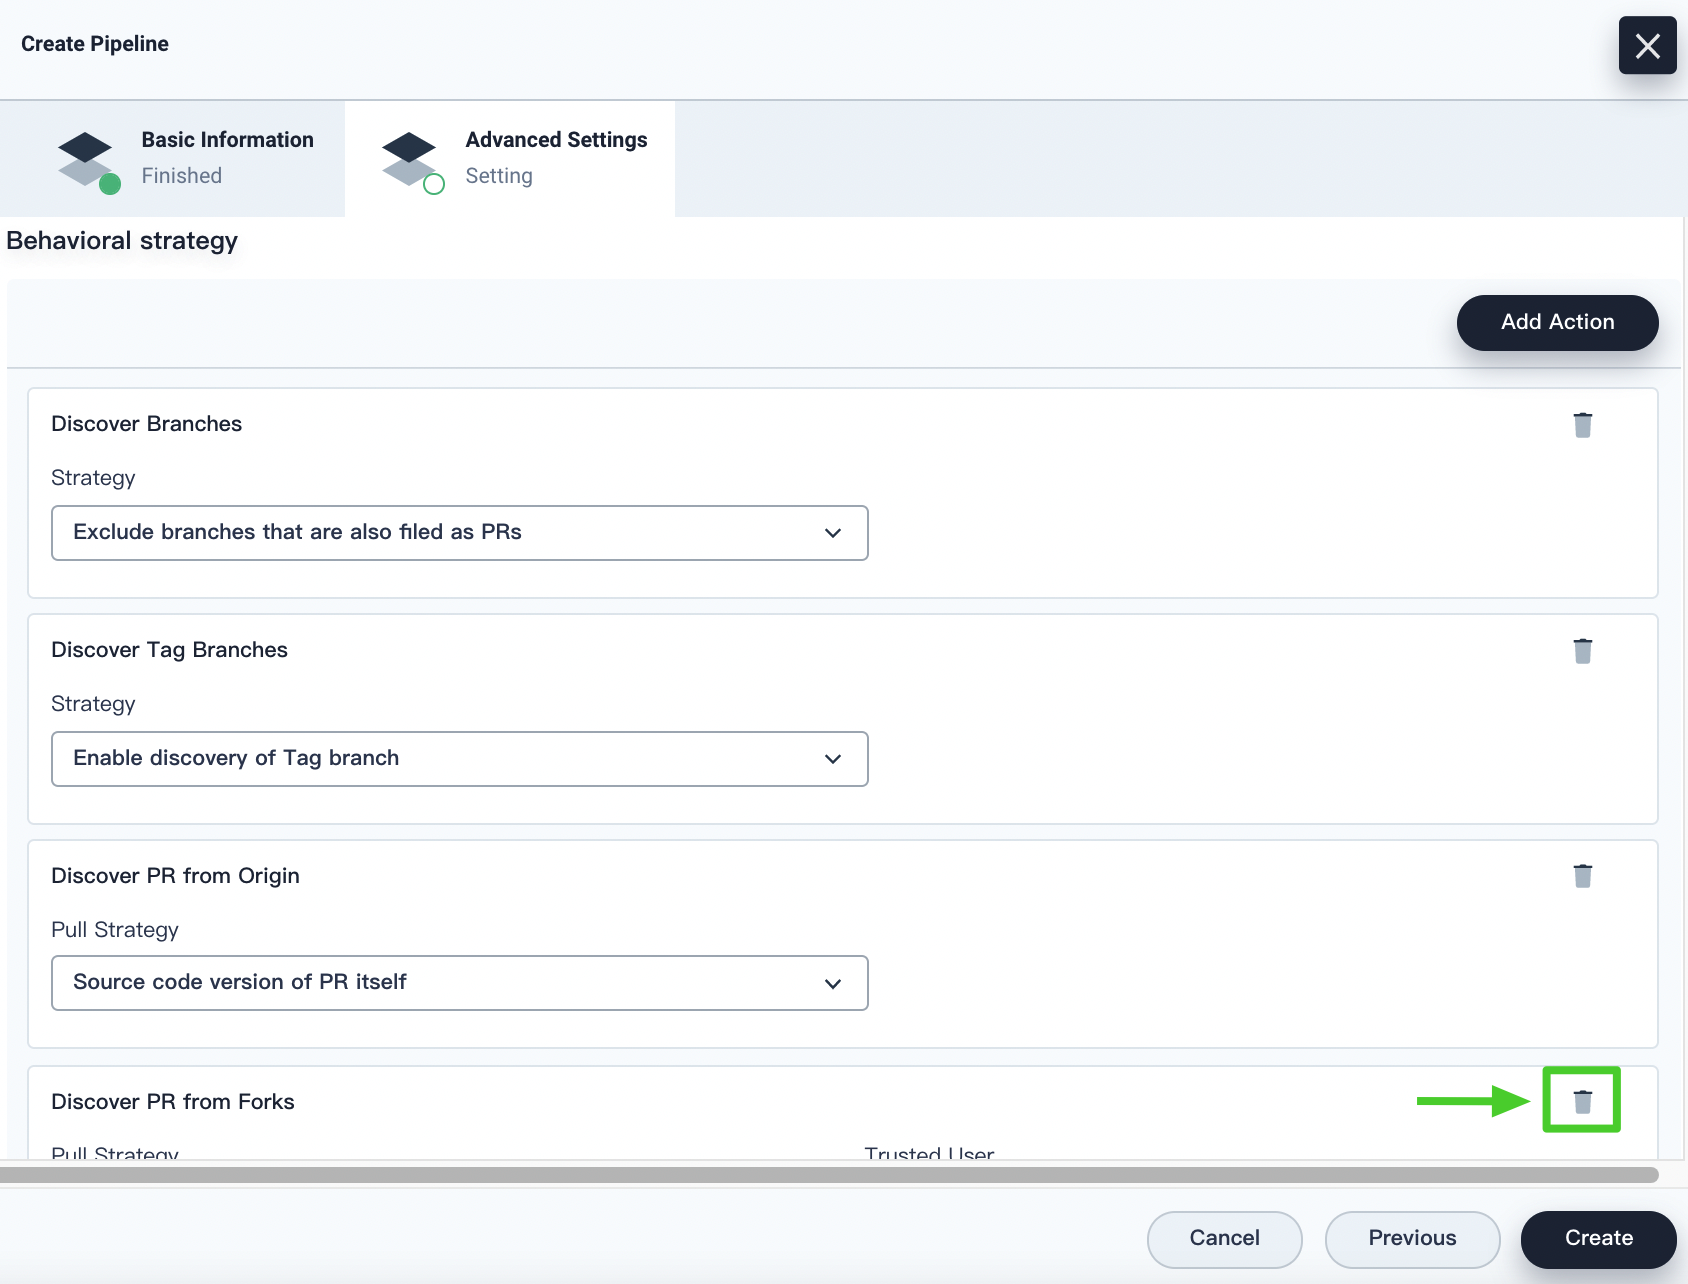 Create Pipeline
Basic Information
Finished
Advanced Settings
Setting
Behavioral strategy
Add Action
Discover Branches
Strategy
Exclude branches that are also filed as PRs
Discover Tag Branches
Strategy
Enable discovery of Tag branch
Discover PR from Origin
Pull Strategy
Source code version of PR itself
Discover PR from Forks
Pull Strategy
Trusted User
Cancel
Previous
Create